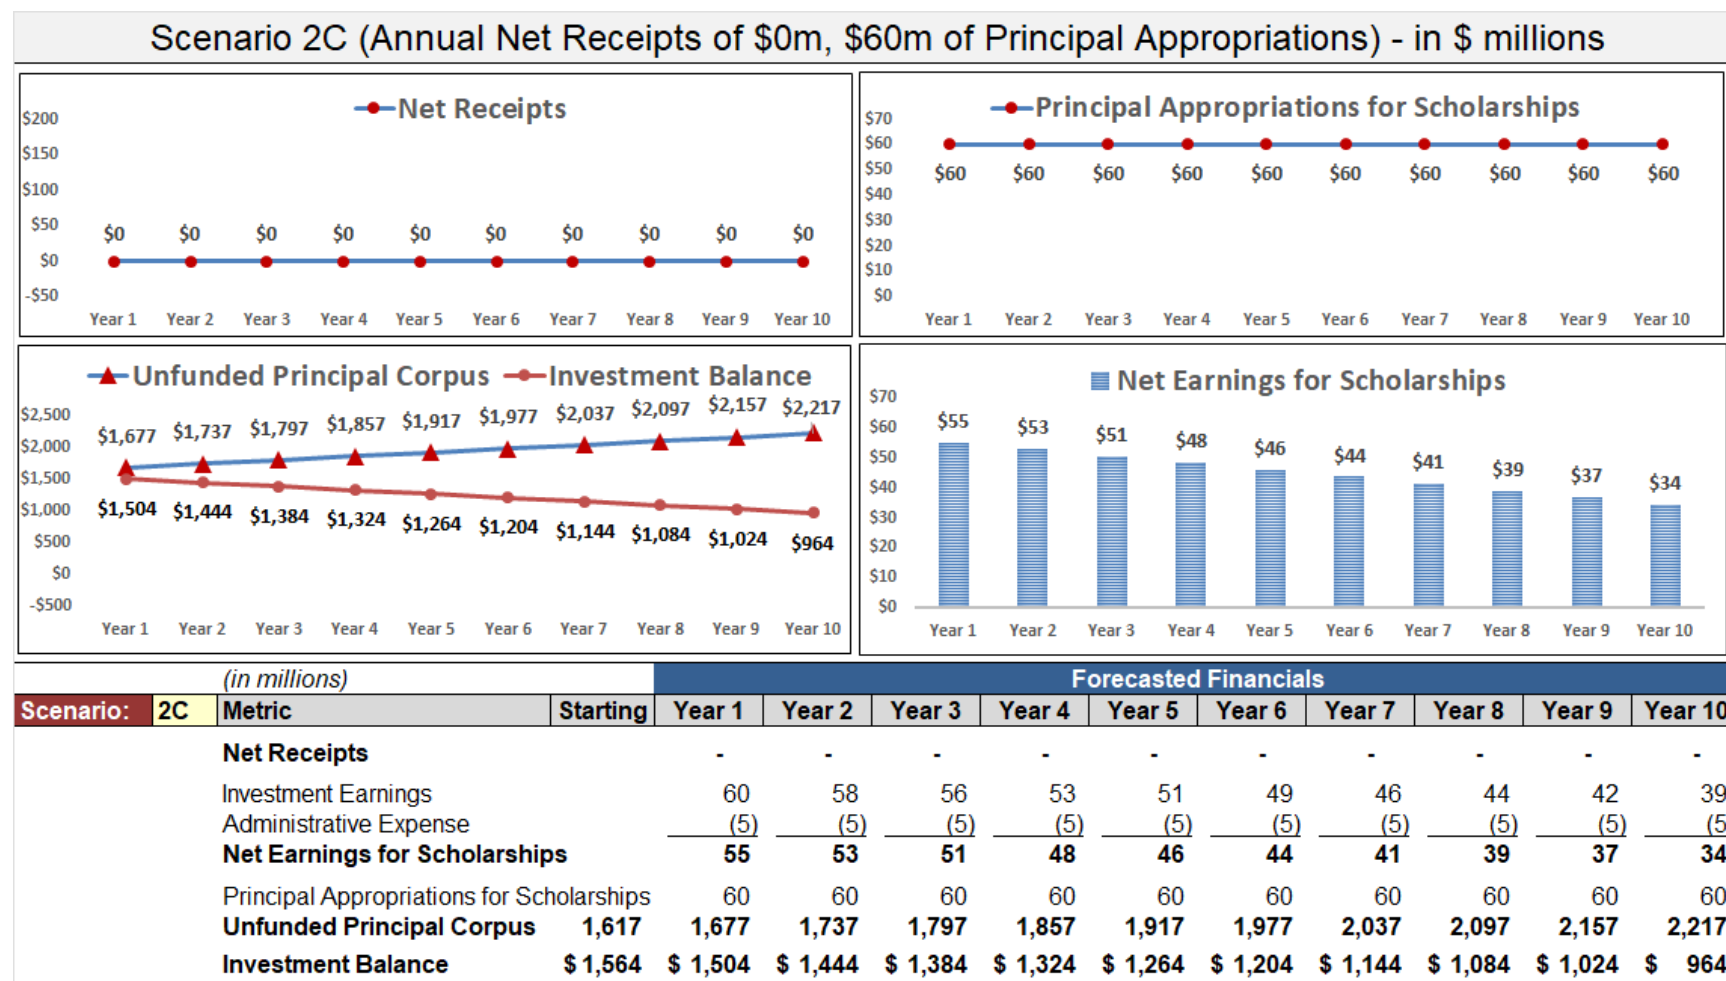 Scenario 2C (Annual Net Receipts of $0m, $60m of Principal Appropriations) - in $ millions
Net Receipts
$200
$150
$100
$50
$0
-$50
$0 $0 $0 $0 $0 $0 $0 $0 $0 $0
Year 1 Year 2 Year 3 Year 4 Year 5 Year 6 Year 7 Year 8 Year 9 Year 10
Principal Appropriations for Scholarships
$70
$60
$50
$40
$30
$20
$10
$0
$60 $60 $60 $60 $60 $60 $60 $60 $60 $60
Year 1 Year 2 Year 3 Year 4 Year 5 Year 6 Year 7 Year 8 Year 9 Year 10
Unfunded Principal Corpus Investment Balance
$2,500
$2,000
$1,500
$1,000
$500
$0
-$500
$1,677 $1,737 $1,797 $1,857 $1,917 $1,977 $2,037 $2,097 $2,157 $2,217
$1,504 $1,444 $1,384 $1,324 $1,264 $1,204 $1,144 $1,084 $1,024 $964
Year 1 Year 2 Year 3 Year 4 Year 5 Year 6 Year 7 Year 8 Year 9 Year 10
Net Earnings for Scholarships
$70
$60
$50
$40
$30
$20
$10
$0
$55 $53 $51 $48 $46 $44 $41 $39 $37 $34
Year 1 Year 2 Year 3 Year 4 Year 5 Year 6 Year 7 Year 8 Year 9 Year 10
(in millions) Forecasted Financials
Scenario: 2C Metric Starting Year 1 Year 2 Year 3 Year 4 Year 5 Year 6 Year 7 Year 8 Year 9 Year 10
Net Receipts - - - - - - - - - -
Investment Earnings 60 58 56 53 51 49 46 44 42 39
Administrative Expense (5) (5) (5) (5) (5) (5) (5) (5) (5) (5
Net Earnings for Scholarships 55 53 51 48 46 44 41 39 37 34
Principal Appropriations for Scholarships 60 60 60 60 60 60 60 60 60 60
Unfunded Principal Corpus 1,617 1,677 1,737 1,797 1,857 1,917 1,977 2,037 2,097 2,157 2,217
Investment Balance $ 1,564 $ 1,504 $ 1,444 $ 1,384 $ 1,324 $ 1,264 $ 1,204 $ 1,144 $ 1,084 $ 1,024 $ 964